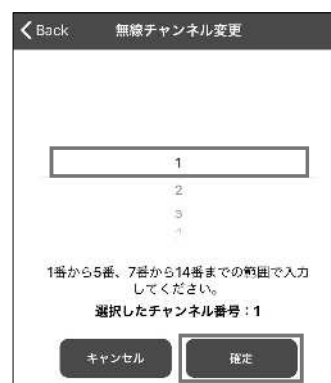 Back 無線チャンネル変更
1
2
3
4
1番から5番、7番から14番までの範囲で入力
してください。
選択したチャンネル番号：1
キャンセル 確定